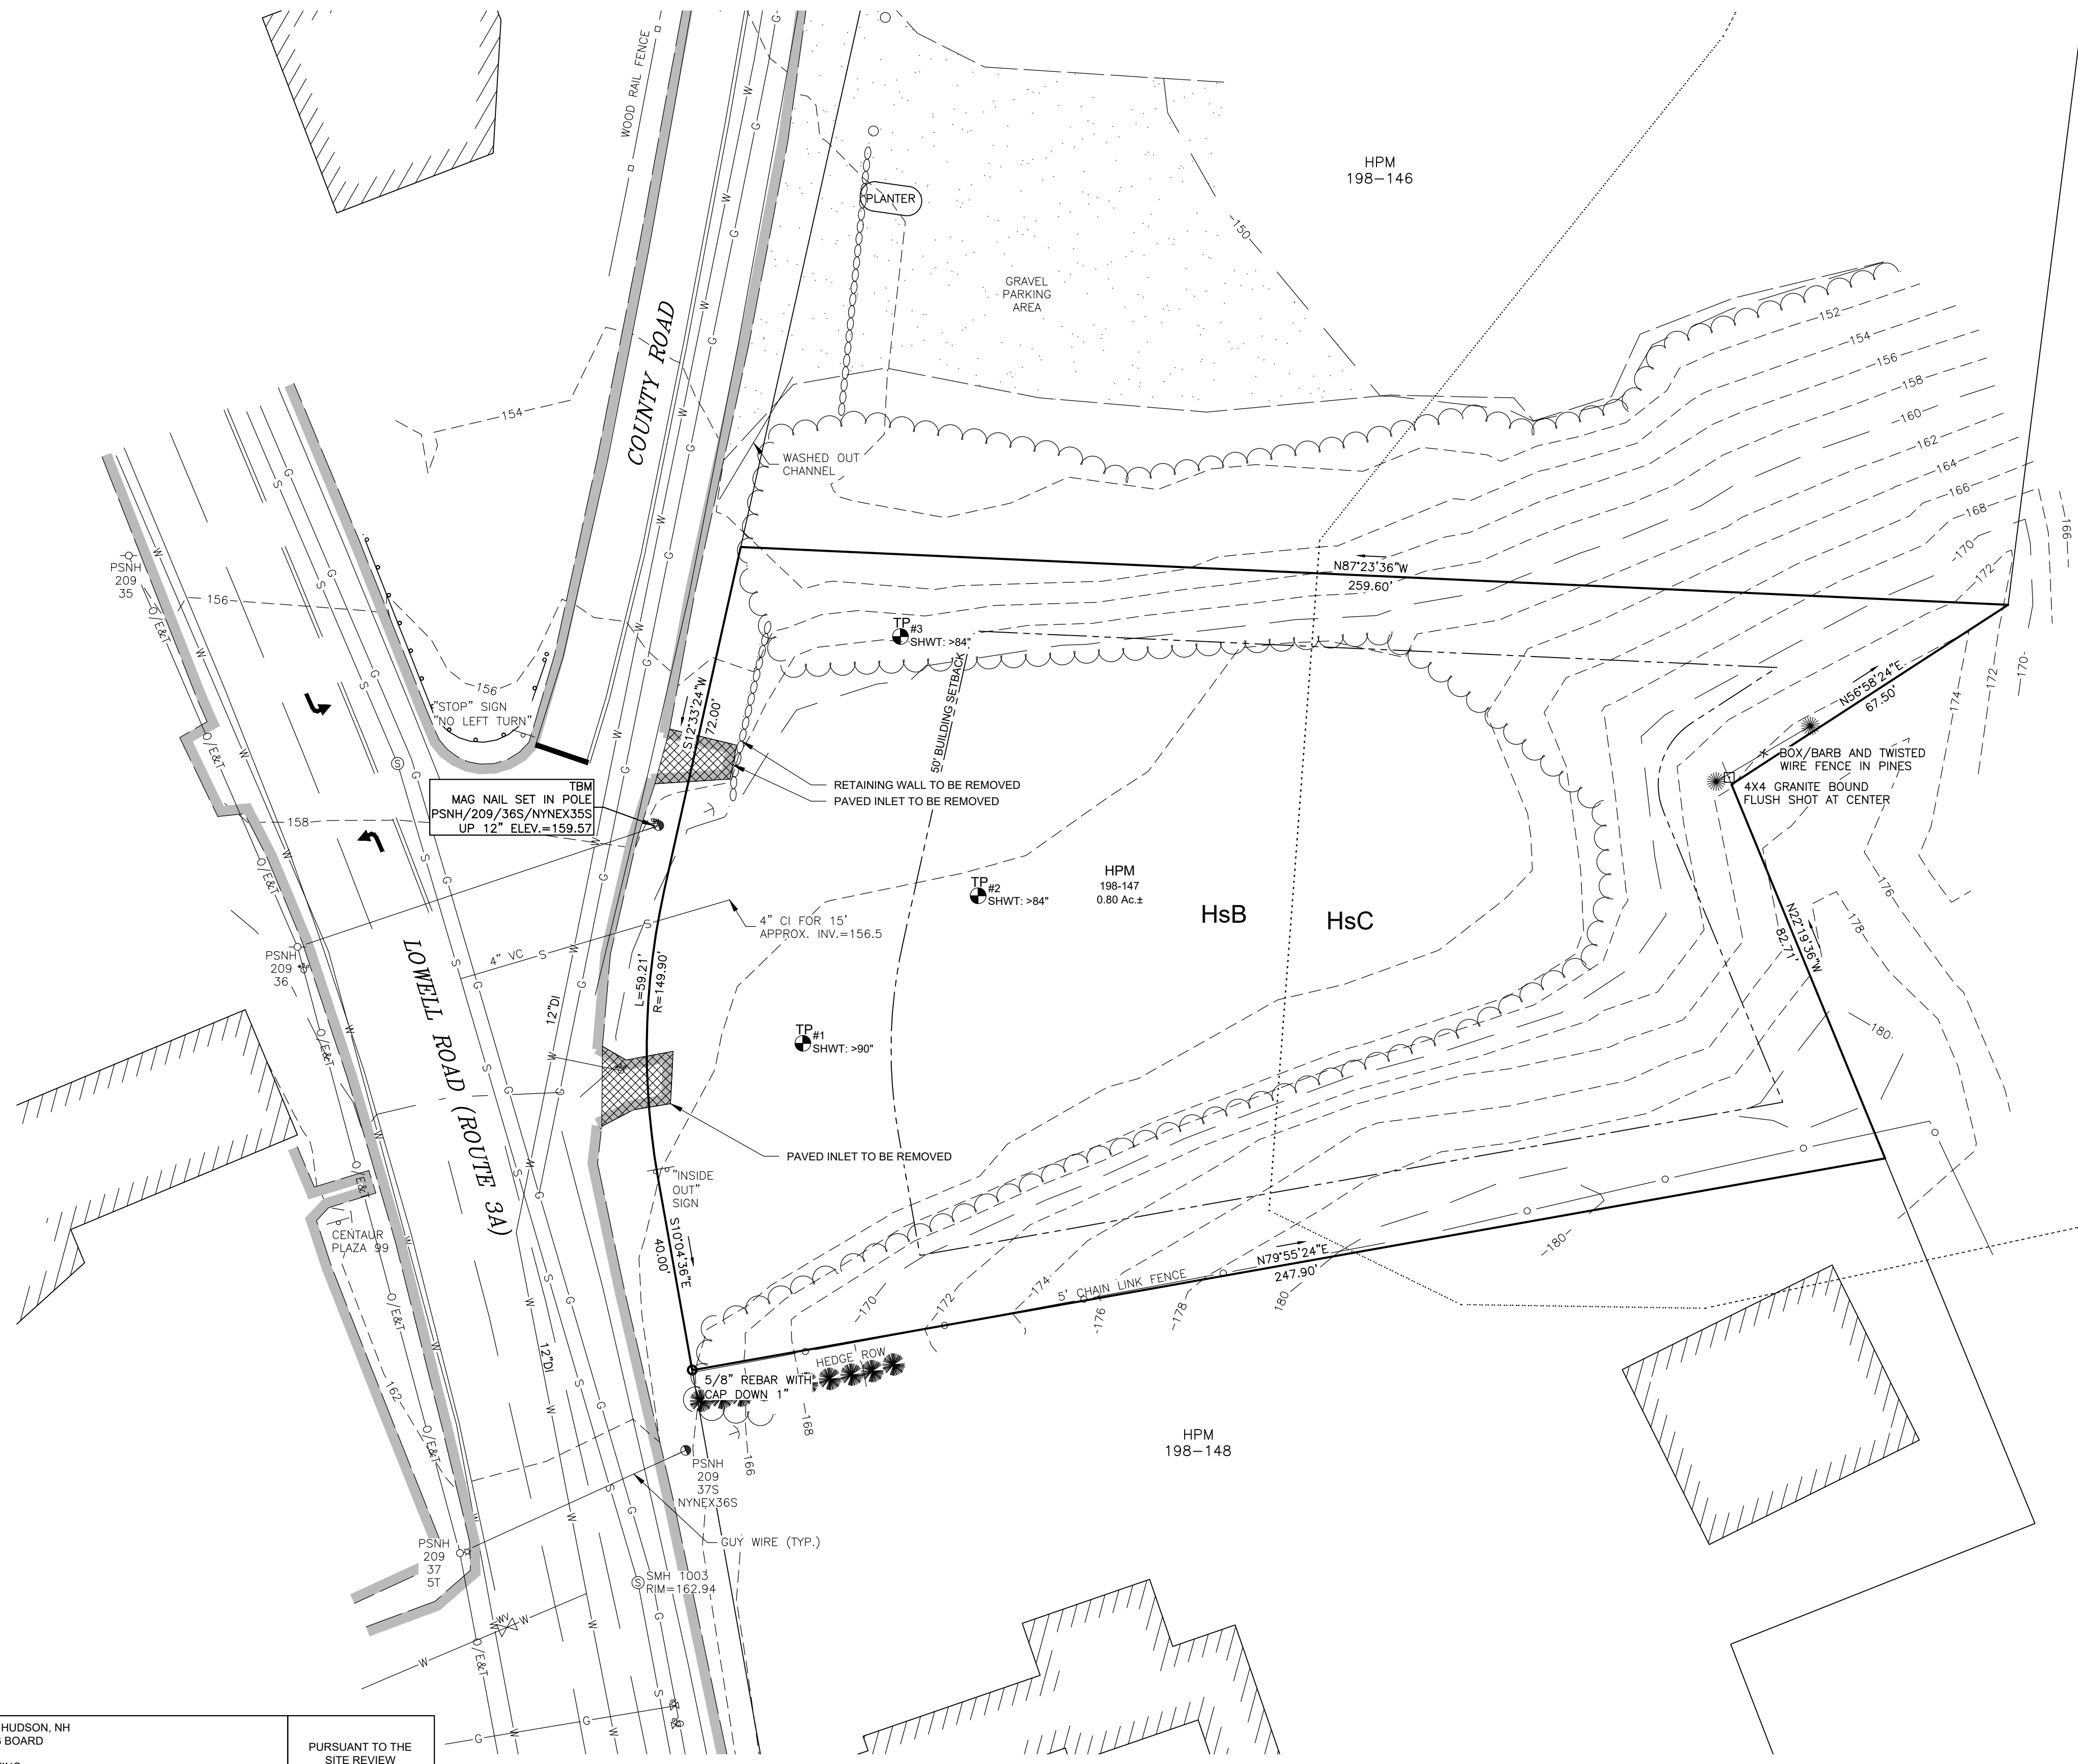 WOOD RAIL FENCE
COUNTY ROAD
PLANTER
GRAVEL
PARKING
AREA
HPM
198-146
150
152
154
156
158
160
162
164
166
168
170
172
166
170
172
174
176
178
180
154
156
156
158
162
WASHED OUT
CHANNEL
PSNH
209
35
"STOP" SIGN
"NO LEFT TURN"
TBM
MAG NAIL SET IN POLE
PSNH/209/36S/NYNEX35S
UP 12" ELEV.=159.57
N87°23'36"W
259.60'
TP
#3
SHWT: >84"
50' BUILDING SETBACK
S12°33'24"W
72.00'
RETAINING WALL TO BE REMOVED
PAVED INLET TO BE REMOVED
N56°58'24"E
67.50'
BOX/BARB AND TWISTED
WIRE FENCE IN PINES
4X4 GRANITE BOUND
FLUSH SHOT AT CENTER
HPM
198-147
0.80 Ac.±
TP
#2
SHWT: >84"
HsB
HsC
4" CI FOR 15'
APPROX. INV.=156.5
4" VC
PSNH
209
36
12"DI
L=59.21'
R=149.90'
N22°19'36"W
82.71'
TP
#1
SHWT: >90"
LOWELL ROAD (ROUTE 3A)
PAVED INLET TO BE REMOVED
"INSIDE
OUT"
SIGN
S10°04'36"E
40.00'
CENTAUR
PLAZA 99
12"DI
N79°55'24"E
247.90'
5' CHAIN LINK FENCE
170
172
174
176
178
180
180
HEDGE ROW
5/8" REBAR WITH
CAP DOWN 1"
168
166
HPM
198-148
PSNH
209
37S
NYNEX36S
GUY WIRE (TYP.)
PSNH
209
37
5T
SMH 1003
RIM=162.94
WV
O/E&T
HUDSON, NH
BOARD
PURSUANT TO THE
SITE REVIEW